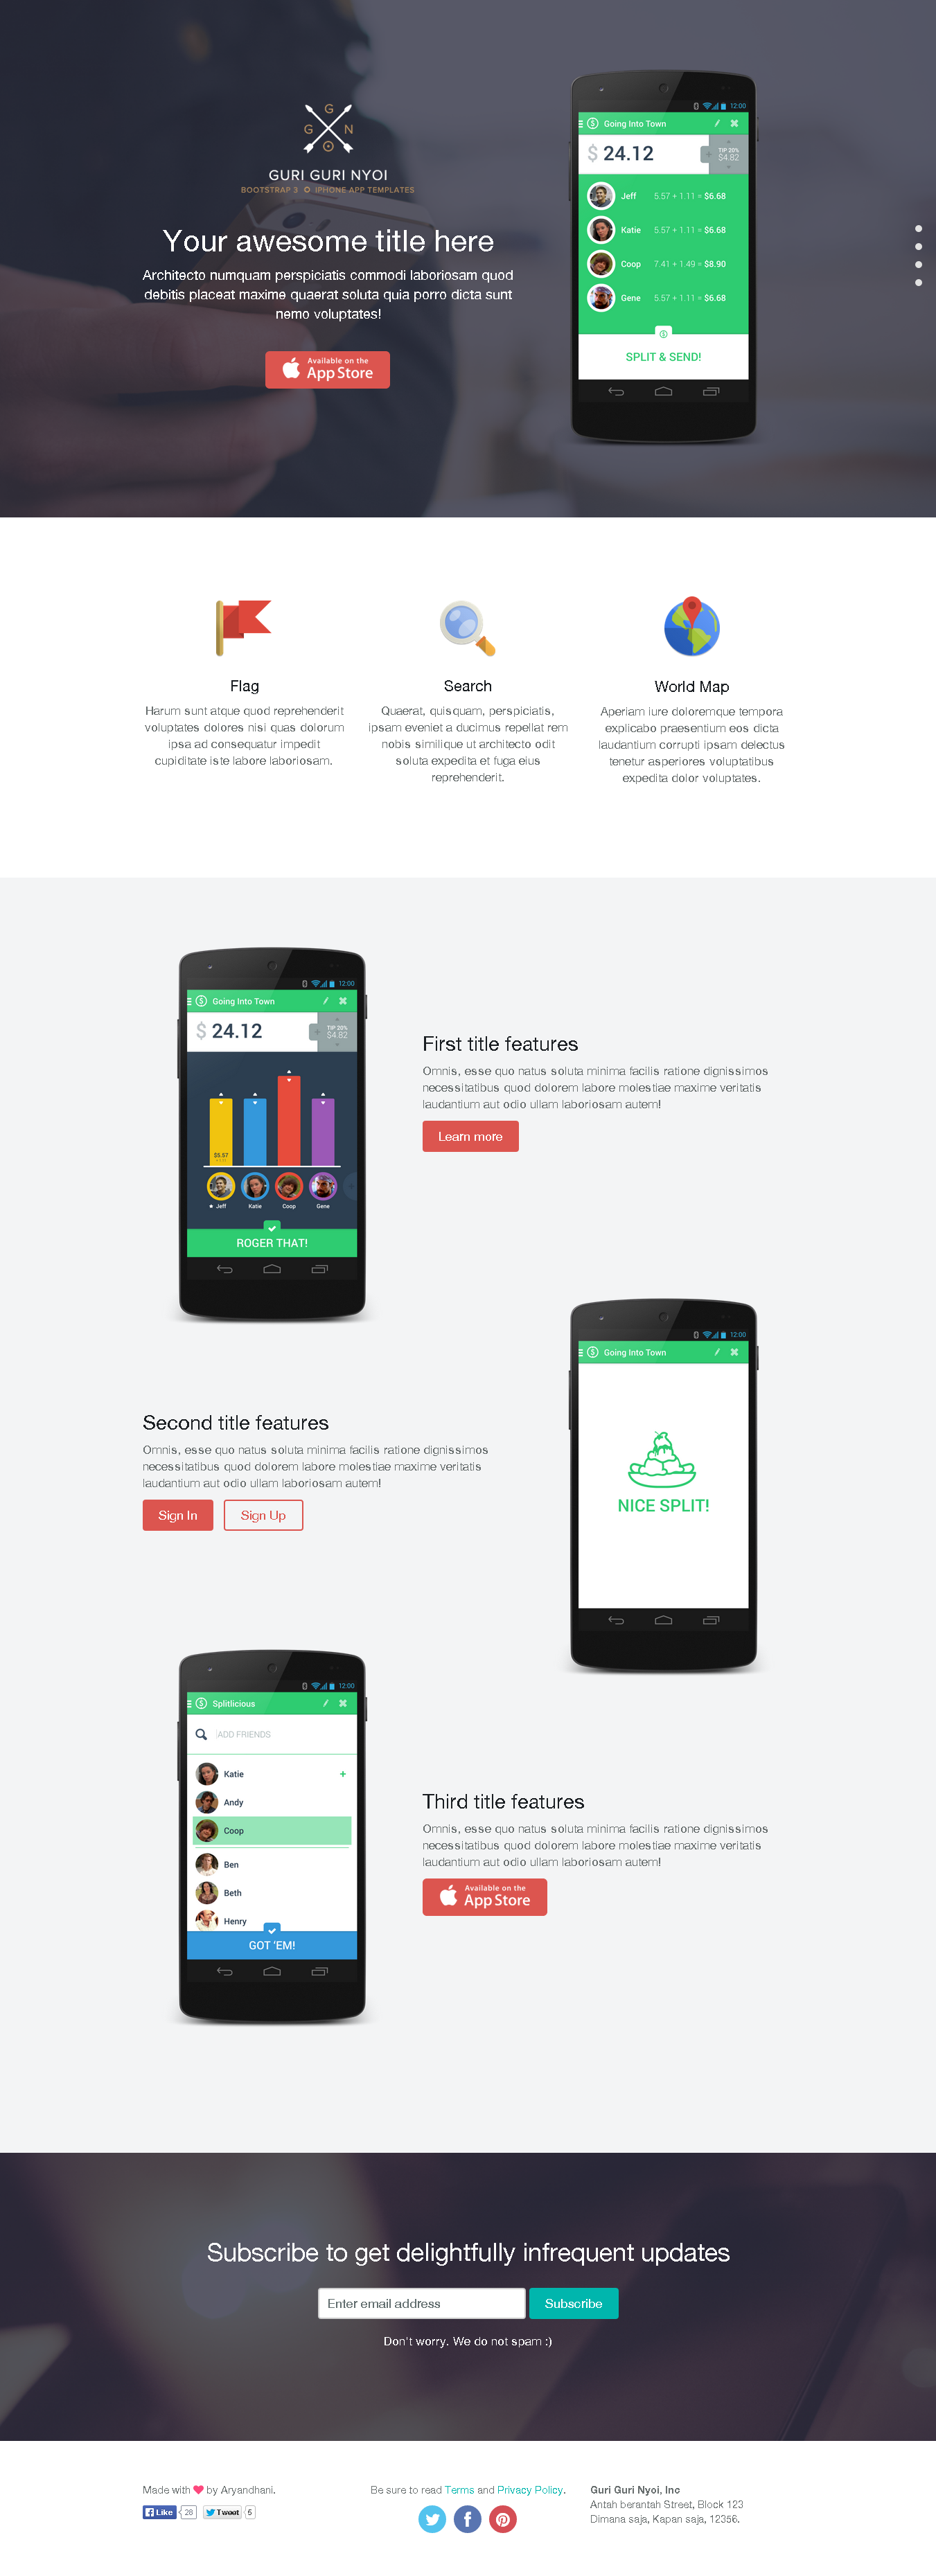 G
G N
GURI GURI NYOI
BOOTSTRAP 3 IPHONE APP TEMPLATES
Your awesome title here
Architecto numquam perspiciatis commodi laboriosam quod
debitis placeat maxime quaerat soluta quia porro dicta sunt
nemo voluptates!
Available on the
App Store
12:00
Going Into Town
$ 24.12
TIP 20%
$4.82
Jeff 5.57 + 1.11 = $6.68
Katie 5.57 + 1.11 = $6.68
Coop 7.41 + 1.49 = $8.90
Gene 5.57 + 1.11 = $6.68
SPLIT & SEND!
Flag
Harum sunt atque quod reprehenderit
voluptates dolores nisi quas dolorum
ipsa ad consequatur impedit
cupiditate iste labore laboriosam.
Search
Quaerat, quisquam, perspiciatis,
ipsam eveniet a ducimus repellat rem
nobis similique ut architecto odit
soluta expedita et fuga eius
reprehenderit.
World Map
Aperiam iure doloremque tempora
explicabo praesentium eos dicta
laudantium corrupti ipsam delectus
tenetur asperiores voluptatibus
expedita dolor voluptates.
12:00
Going Into Town
$ 24.12
TIP 20%
$4.82
$5.57
Jeff Katie Coop Gene
ROGER THAT!
First title features
Omnis, esse quo natus soluta minima facilis ratione dignissimos
necessitatibus quod dolorem labore molestiae maxime veritatis
laudantium aut odio ullam laboriosam autem!
Learn more
Second title features
Omnis, esse quo natus soluta minima facilis ratione dignissimos
necessitatibus quod dolorem labore molestiae maxime veritatis
laudantium aut odio ullam laboriosam autem!
Sign In Sign Up
12:00
Going Into Town
NICE SPLIT!
12:00
Splitlicious
ADD FRIENDS
Katie +
Andy
Coop
Ben
Beth
Henry
GOT 'EM!
Third title features
Omnis, esse quo natus soluta minima facilis ratione dignissimos
necessitatibus quod dolorem labore molestiae maxime veritatis
laudantium aut odio ullam laboriosam autem!
Available on the
App Store
Subscribe to get delightfully infrequent updates
Enter email address Subscribe
Don't worry. We do not spam :)
Made with ♥ by Aryandhani.
Like 28 Tweet 5
Be sure to read Terms and Privacy Policy.
Guri Guri Nyoi, Inc
Antah berantah Street, Block 123
Dimana saja, Kapan saja, 12356.